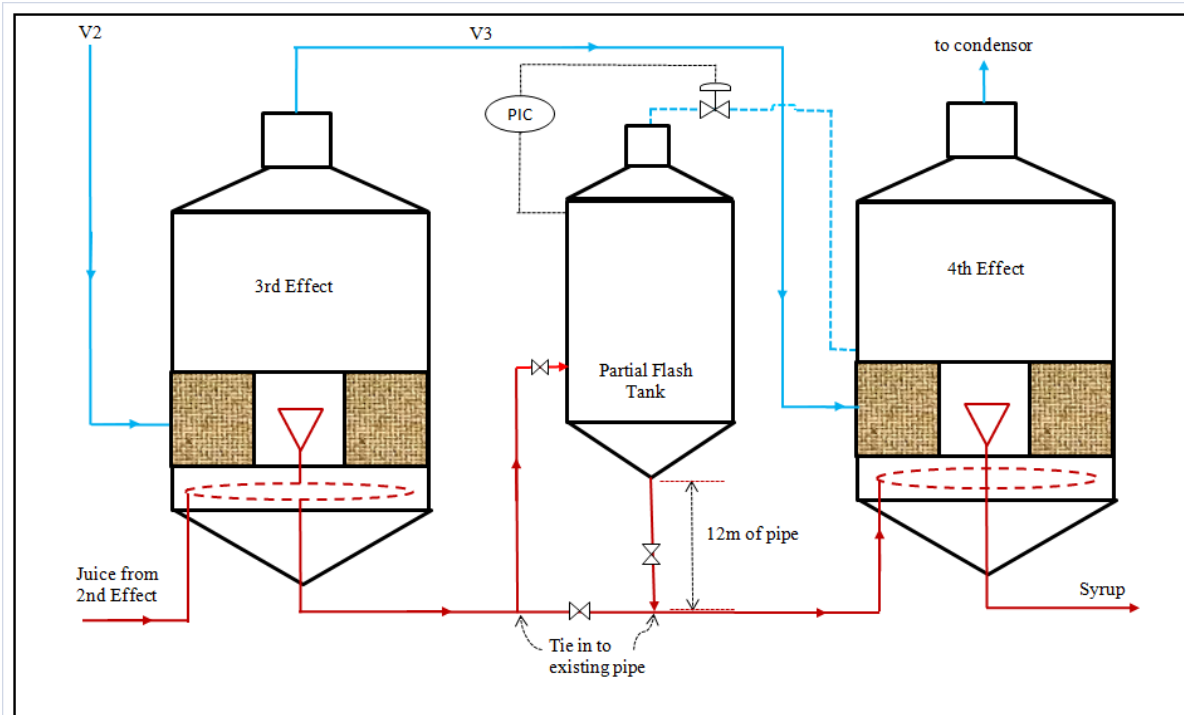 V2
V3
to condensor
PIC
3rd Effect
4th Effect
Partial Flash
Tank
12m of pipe
Juice from
2nd Effect
Syrup
Tie in to
existing pipe